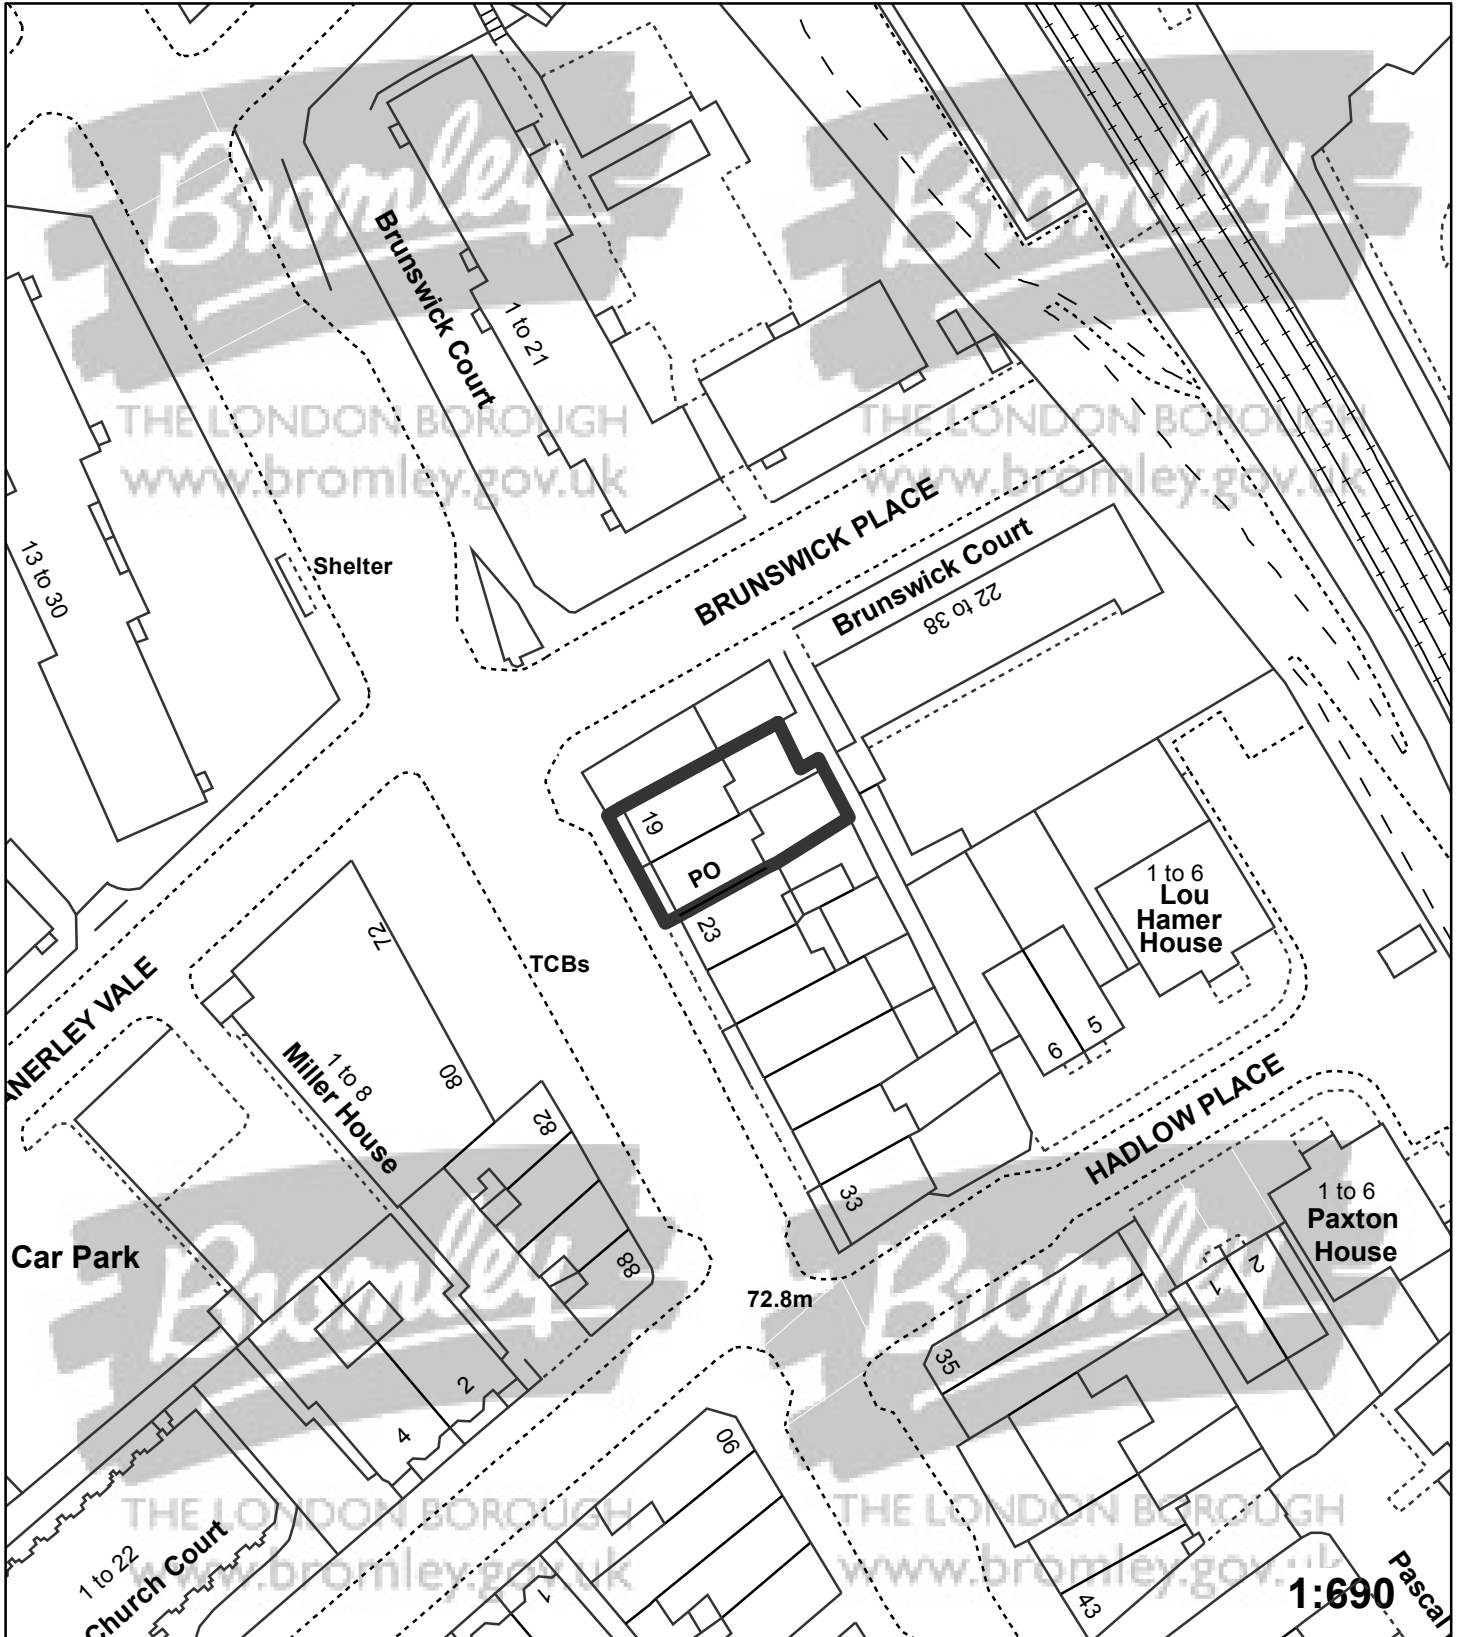 Bromley
THE LONDON BOROUGH
www.bromley.gov.uk
Bromley
THE LONDON BOROUGH
www.bromley.gov.uk
Brunswick Court
1 to 21
13 to 30
Shelter
BRUNSWICK PLACE
Brunswick Court
22 to 38
19
PO
23
1 to 6
Lou
Hamer
House
72
TCBs
ANERLEY VALE
80
1 to 8
Miller House
5
6
82
HADLOW PLACE
33
1 to 6
Paxton
House
Car Park
88
72.8m
2
1
35
2
4
90
Bromley
THE LONDON BOROUGH
www.bromley.gov.uk
Bromley
THE LONDON BOROUGH
www.bromley.gov.uk
1 to 22
Church Court
1
43
1:690
Pascal